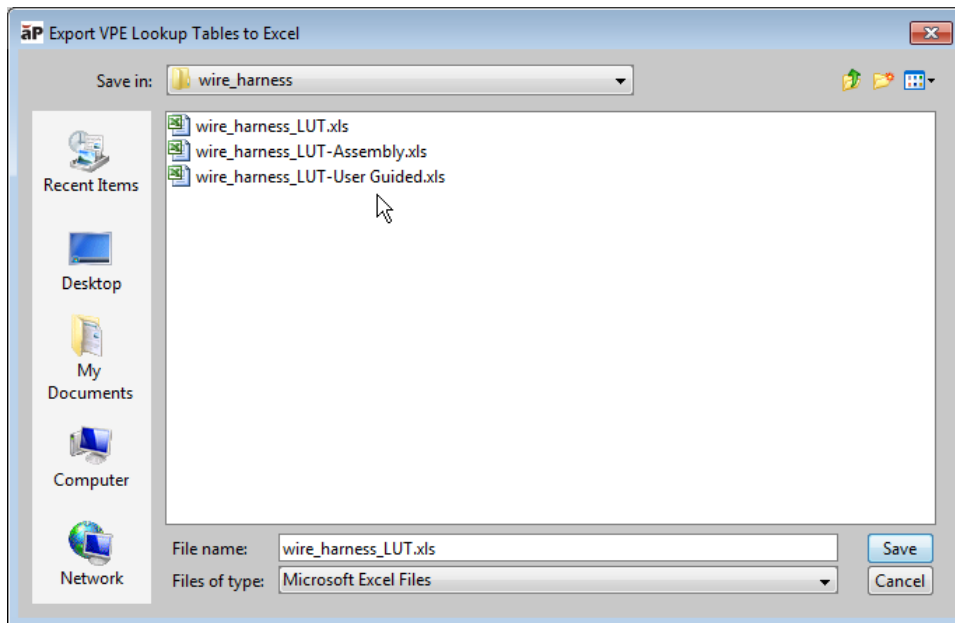 aP Export VPE Lookup Tables to Excel
Save in: wire_harness
wire_harness_LUT.xls
wire_harness_LUT-Assembly.xls
wire_harness_LUT-User Guided.xls
Recent Items
Desktop
My
Documents
Computer
Network
File name: wire_harness_LUT.xls Save
Files of type: Microsoft Excel Files Cancel